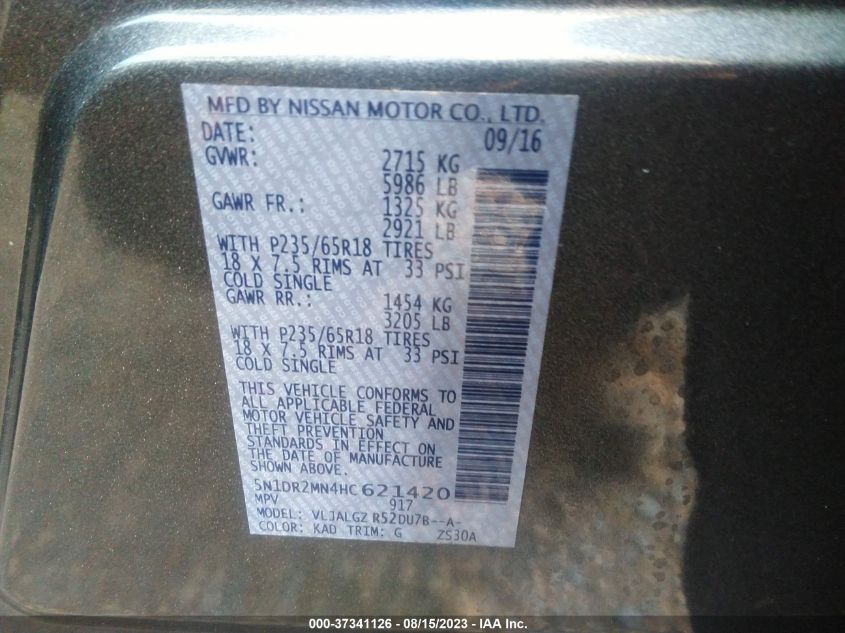 MFD BY NISSAN MOTOR CO., LTD.
DATE: 09/16
GVWR: 2715 KG
5986 LB
GAWR FR.: 1325 KG
2921 LB
WITH P235/65R18 TIRES
18 X 7.5 RIMS AT 33 PSI
COLD SINGLE
GAWR RR.: 1454 KG
3205 LB
WITH P235/65R18 TIRES
18 X 7.5 RIMS AT 33 PSI
COLD SINGLE
THIS VEHICLE CONFORMS TO
ALL APPLICABLE FEDERAL
MOTOR VEHICLE SAFETY AND
THEFT PREVENTION
STANDARDS IN EFFECT ON
THE DATE OF MANUFACTURE
SHOWN ABOVE.
5N1DR2MN4HC621420
MPV 917
MODEL: VLJALGZ R52DU7B--A-
COLOR: KAD TRIM: G ZS30A
000-37341126 - 08/15/2023 - IAA Inc.